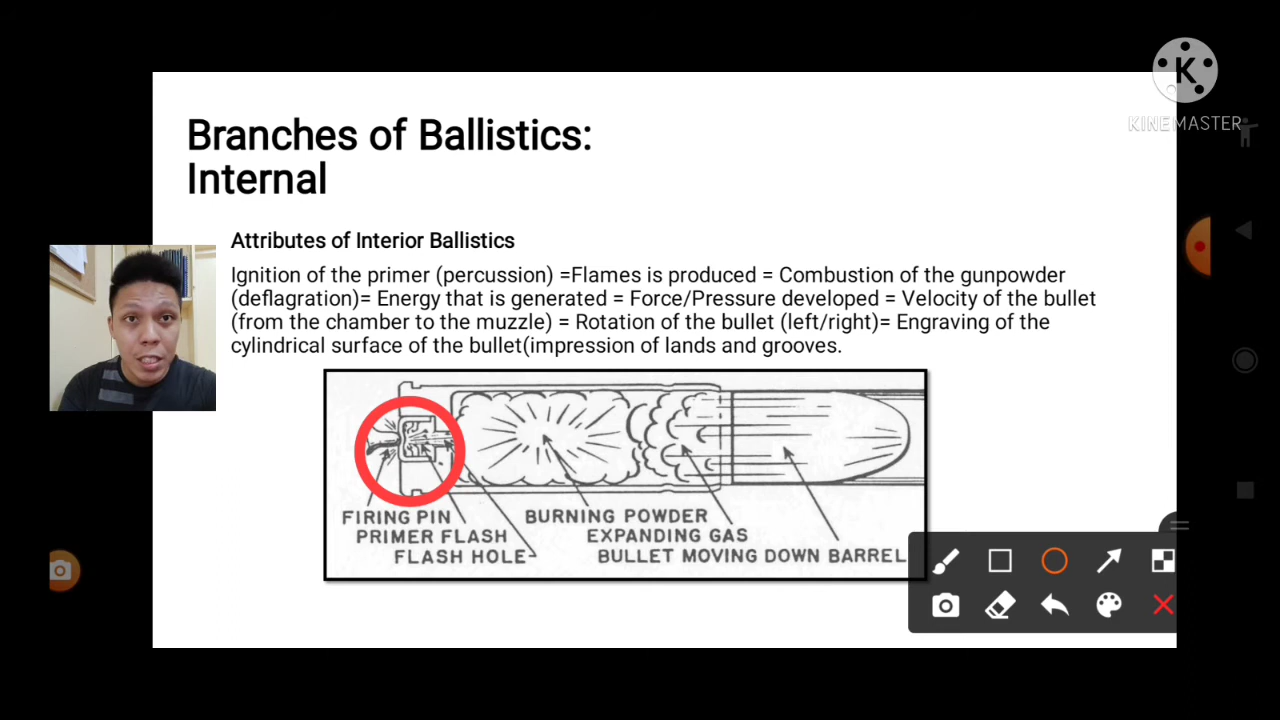 Branches of Ballistics:
Internal
K
KINEMASTER
Attributes of Interior Ballistics
Ignition of the primer (percussion) =Flames is produced = Combustion of the gunpowder
(deflagration)= Energy that is generated = Force/Pressure developed = Velocity of the bullet
(from the chamber to the muzzle) = Rotation of the bullet (left/right)= Engraving of the
cylindrical surface of the bullet(impression of lands and grooves.
FIRING PIN
PRIMER FLASH
FLASH HOLE
BURNING POWDER
EXPANDING GAS
BULLET MOVING DOWN BARREL